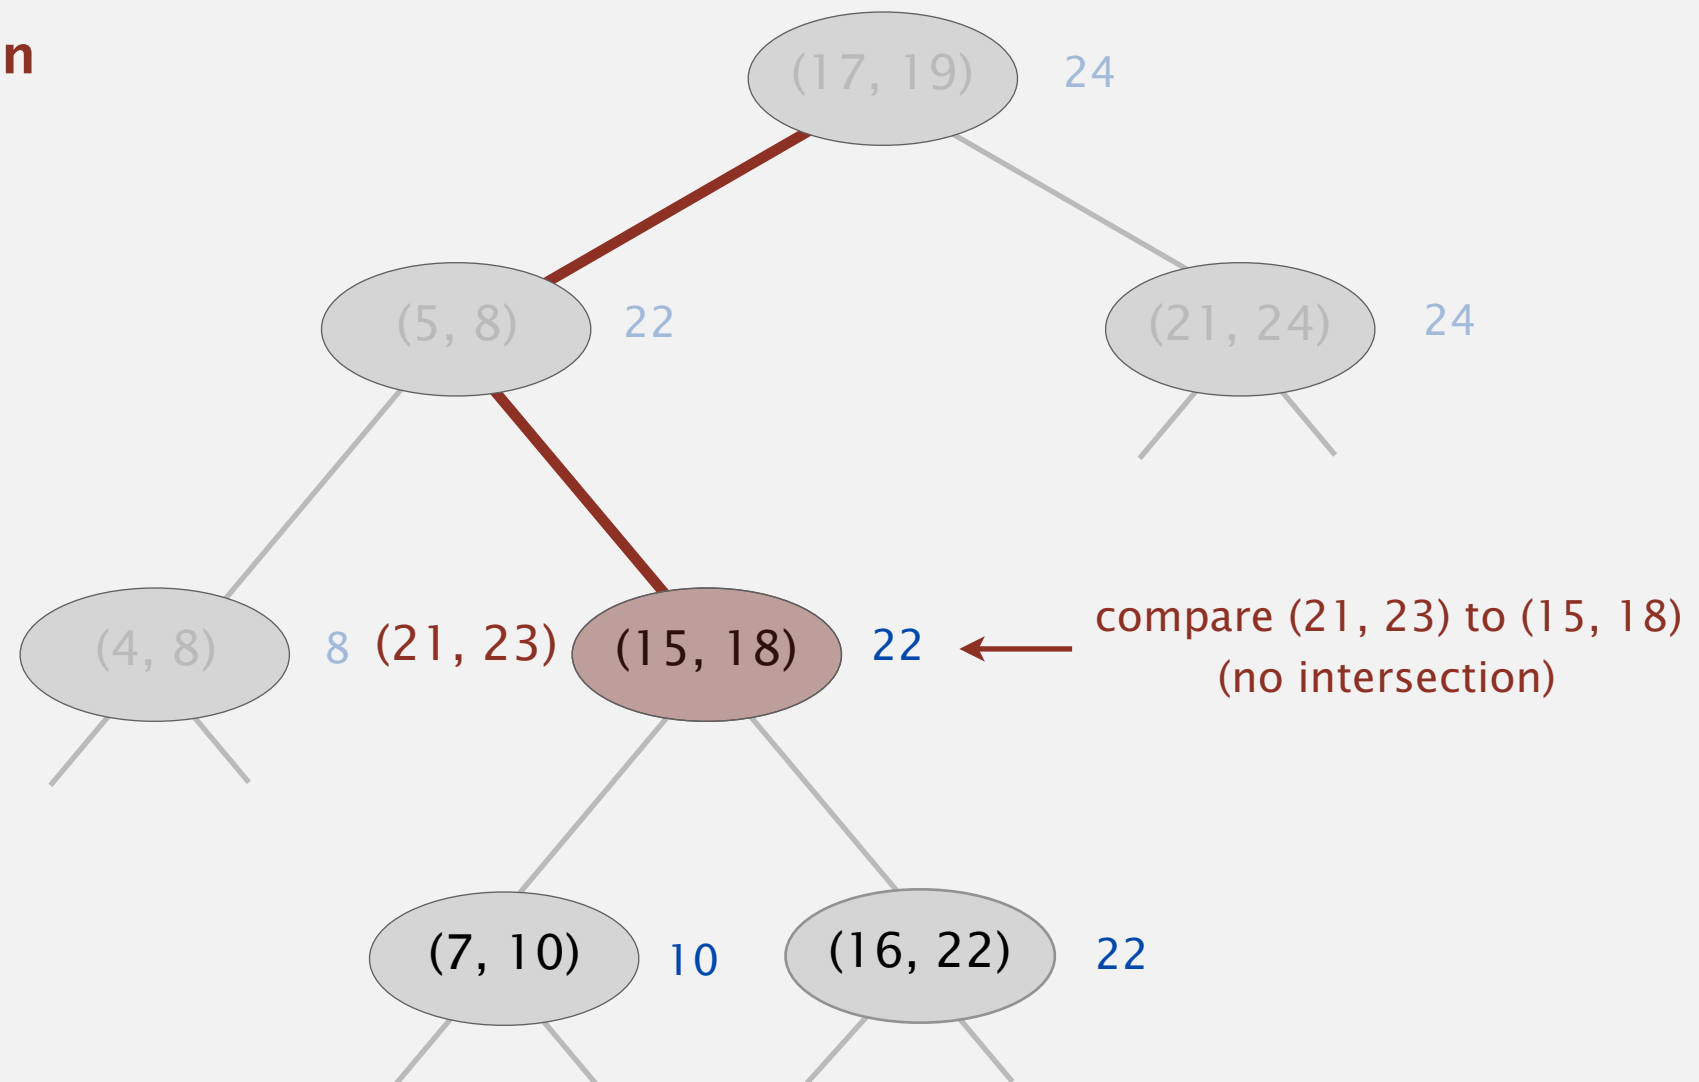 n
(17, 19) 24
(5, 8) 22
(21, 24) 24
(4, 8) 8
(21, 23) (15, 18) 22
compare (21, 23) to (15, 18)
(no intersection)
(7, 10) 10
(16, 22) 22